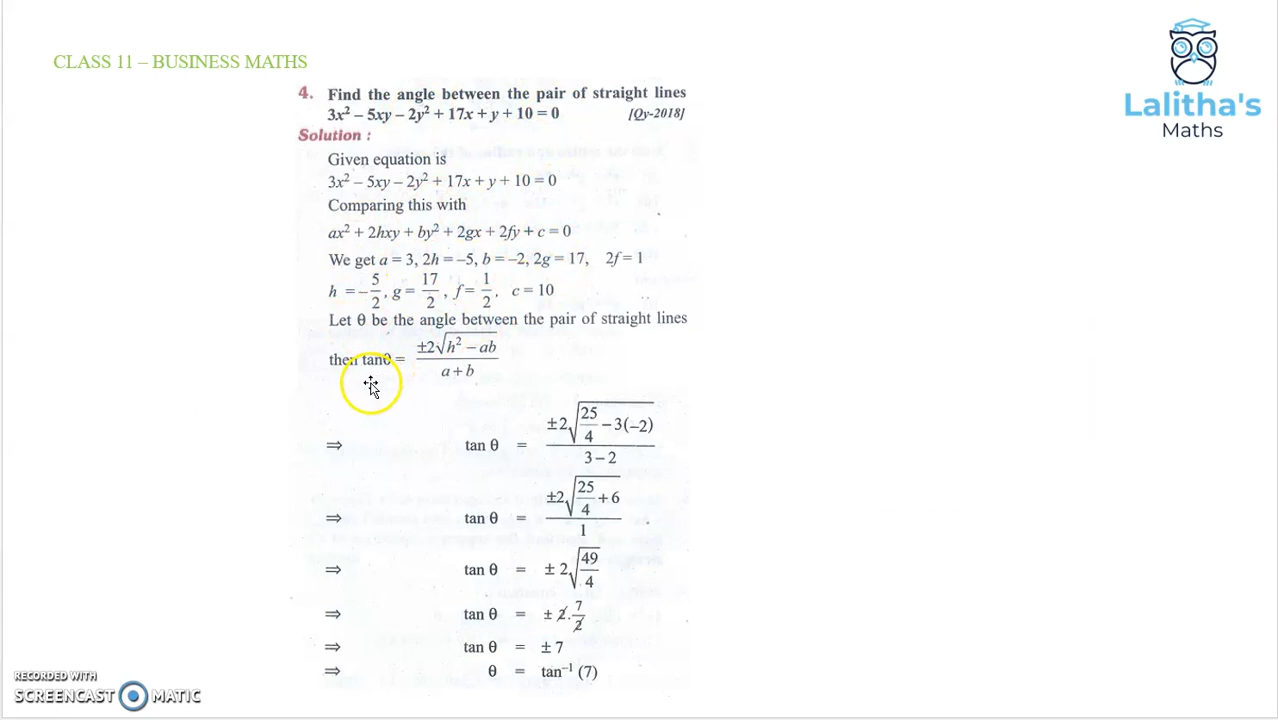 CLASS 11 – BUSINESS MATHS
Lalitha's
Maths
4. Find the angle between the pair of straight lines
3x² – 5xy – 2y² + 17x + y + 10 = 0 [Qy-2018]
Solution :
Given equation is
3x² – 5xy – 2y² + 17x + y + 10 = 0
Comparing this with
ax² + 2hxy + by² + 2gx + 2fy + c = 0
We get a = 3, 2h = –5, b = –2, 2g = 17, 2f = 1
h = –5/2, g = 17/2, f = 1/2, c = 10
Let θ be the angle between the pair of straight lines
then tanθ = ±2√(h² – ab) / (a + b)
⇒ tan θ = ±2√(25/4 – 3(–2)) / (3 – 2)
⇒ tan θ = ±2√(25/4 + 6) / 1
⇒ tan θ = ± 2√(49/4)
⇒ tan θ = ± 2.7/2
⇒ tan θ = ± 7
⇒ θ = tan⁻¹ (7)
RECORDED WITH
SCREENCAST MATIC